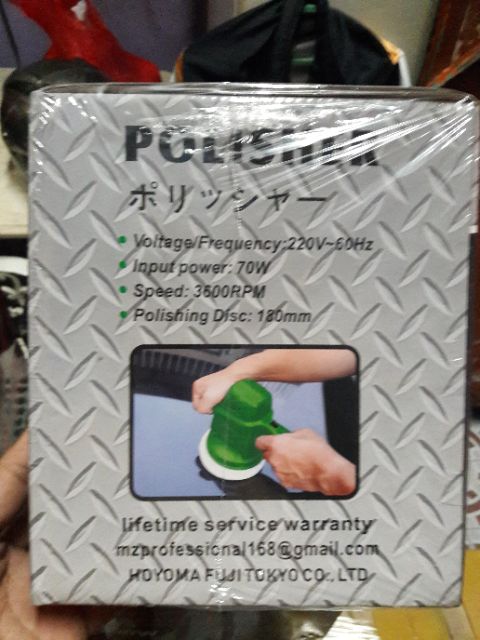 POLISHER
ポリッシャー
• Voltage/Frequency:220V~60Hz
• Input power: 70W
• Speed: 3600RPM
• Polishing Disc: 180mm
lifetime service warranty
mzprofessional168@gmail.com
HOYOMA FUJI TOKYO CO., LTD